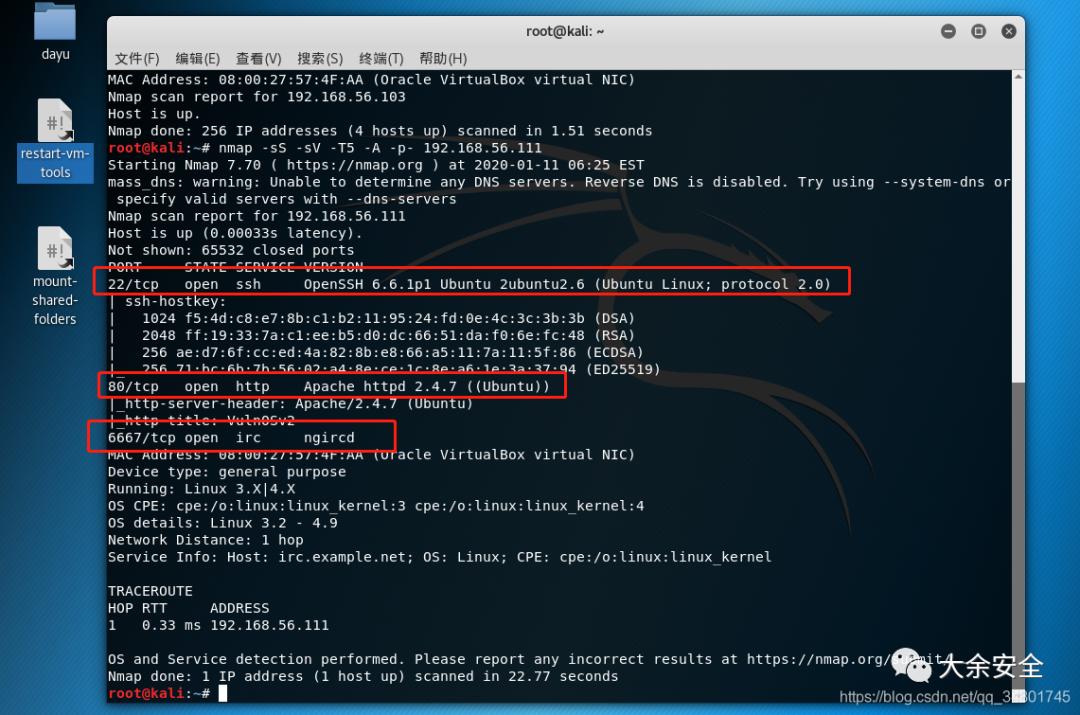 dayu
restart-vm-
tools
mount-
shared-
folders
root@kali: ~
文件(F) 编辑(E) 查看(V) 搜索(S) 终端(T) 帮助(H)
MAC Address: 08:00:27:57:4F:AA (Oracle VirtualBox virtual NIC)
Nmap scan report for 192.168.56.103
Host is up.
Nmap done: 256 IP addresses (4 hosts up) scanned in 1.51 seconds
root@kali:~# nmap -sS -sV -T5 -A -p- 192.168.56.111
Starting Nmap 7.70 ( https://nmap.org ) at 2020-01-11 06:25 EST
mass_dns: warning: Unable to determine any DNS servers. Reverse DNS is disabled. Try using --system-dns or
specify valid servers with --dns-servers
Nmap scan report for 192.168.56.111
Host is up (0.00033s latency).
Not shown: 65532 closed ports
PORT STATE SERVICE VERSION
22/tcp open ssh OpenSSH 6.6.1p1 Ubuntu 2ubuntu2.6 (Ubuntu Linux; protocol 2.0)
| ssh-hostkey:
| 1024 f5:4d:c8:e7:8b:c1:b2:11:95:24:fd:0e:4c:3c:3b:3b (DSA)
| 2048 ff:19:33:7a:c1:ee:b5:d0:dc:66:51:da:f0:6e:fc:48 (RSA)
| 256 ae:d7:6f:cc:ed:4a:82:8b:e8:66:a5:11:7a:11:5f:86 (ECDSA)
|_ 256 71:bc:6b:7b:56:02:a4:8e:ce:1c:8e:a6:1e:3a:37:94 (ED25519)
80/tcp open http Apache httpd 2.4.7 ((Ubuntu))
|_http-server-header: Apache/2.4.7 (Ubuntu)
|_http-title: VulnOSv2
6667/tcp open irc ngircd
MAC Address: 08:00:27:57:4F:AA (Oracle VirtualBox virtual NIC)
Device type: general purpose
Running: Linux 3.X|4.X
OS CPE: cpe:/o:linux:linux_kernel:3 cpe:/o:linux:linux_kernel:4
OS details: Linux 3.2 - 4.9
Network Distance: 1 hop
Service Info: Host: irc.example.net; OS: Linux; CPE: cpe:/o:linux:linux_kernel
TRACEROUTE
HOP RTT ADDRESS
1 0.33 ms 192.168.56.111
OS and Service detection performed. Please report any incorrect results at https://nmap.org/submit/
Nmap done: 1 IP address (1 host up) scanned in 22.77 seconds
root@kali:~#
大余安全